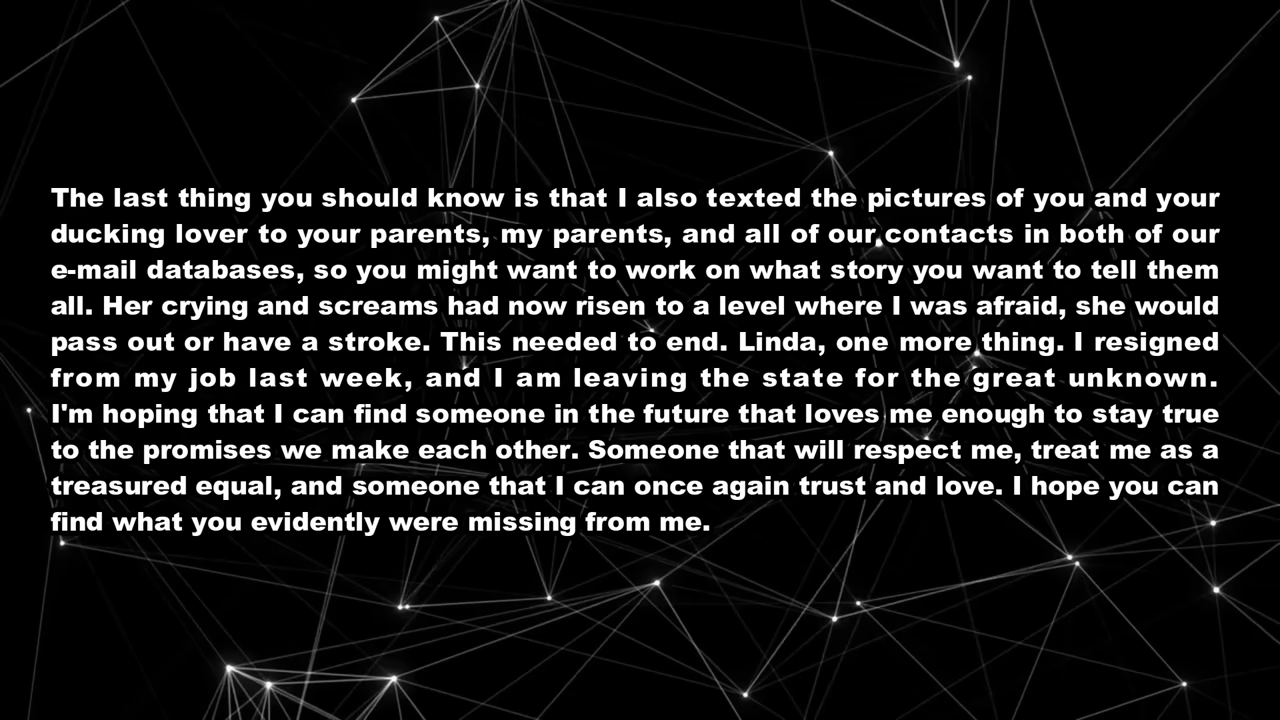 The last thing you should know is that I also texted the pictures of you and your
ducking lover to your parents, my parents, and all of our contacts in both of our
e-mail databases, so you might want to work on what story you want to tell them
all. Her crying and screams had now risen to a level where I was afraid, she would
pass out or have a stroke. This needed to end. Linda, one more thing. I resigned
from my job last week, and I am leaving the state for the great unknown.
I'm hoping that I can find someone in the future that loves me enough to stay true
to the promises we make each other. Someone that will respect me, treat me as a
treasured equal, and someone that I can once again trust and love. I hope you can
find what you evidently were missing from me.